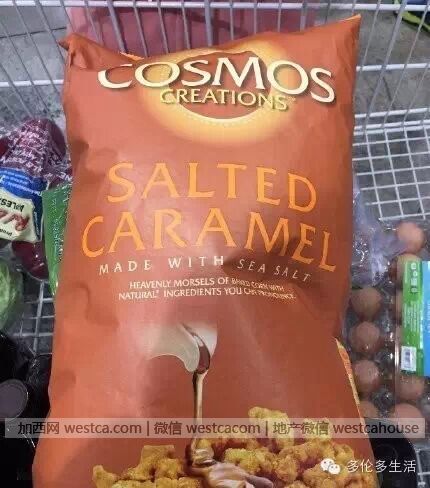 COSMOS
CREATIONS™
SALTED
CARAMEL
MADE WITH SEA SALT
HEAVENLY MORSELS OF BAKED CORN WITH
NATURAL* INGREDIENTS YOU CAN PRONOUNCE.
加西网 westca.com | 微信 westcacom | 地产微信 westcahouse
多伦多生活